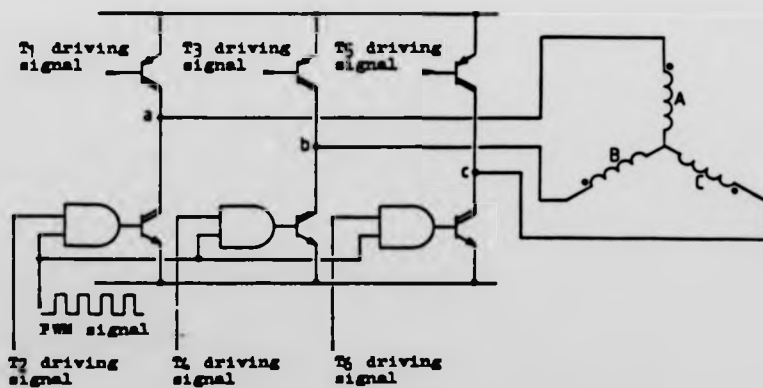 T1 driving
signal
T3 driving
signal
T5 driving
signal
a
b
c
A
B
C
PWM signal
T2 driving
signal
T4 driving
signal
T6 driving
signal